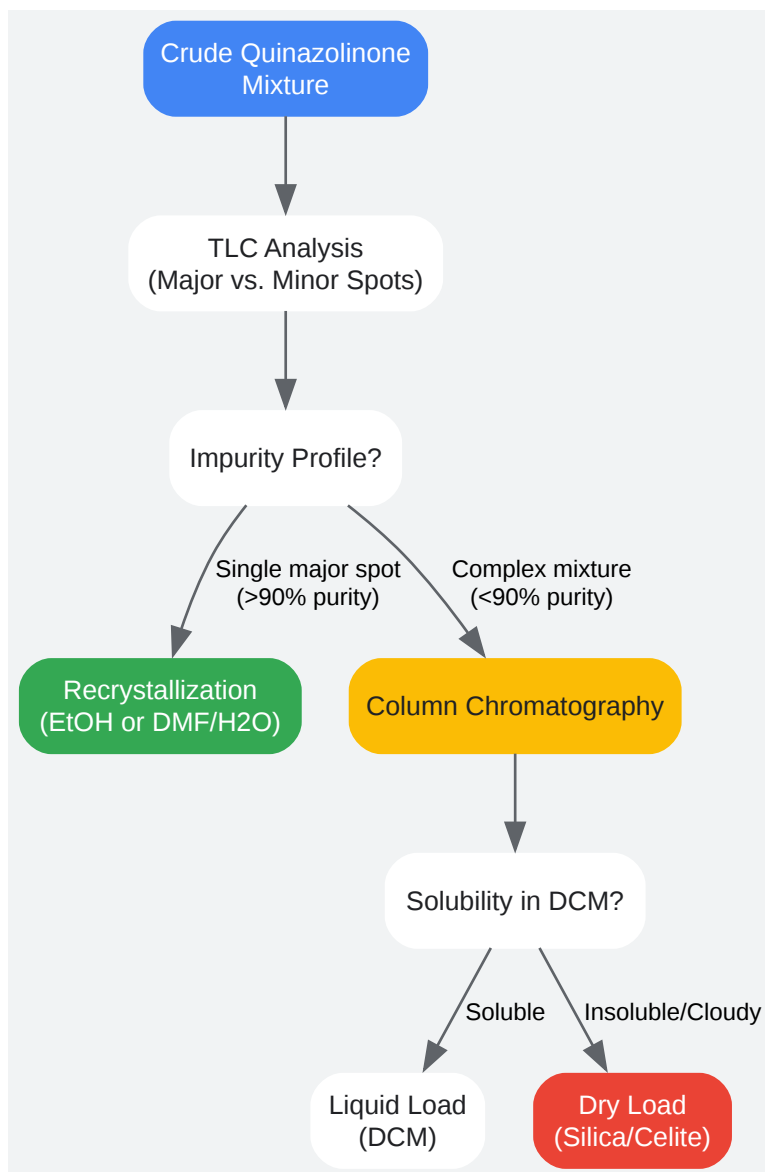 Crude Quinazolinone
Mixture
TLC Analysis
(Major vs. Minor Spots)
Impurity Profile?
Single major spot
(>90% purity)
Complex mixture
(<90% purity)
Recrystallization
(EtOH or DMF/H2O)
Column Chromatography
Solubility in DCM?
Soluble
Insoluble/Cloudy
Liquid Load
(DCM)
Dry Load
(Silica/Celite)